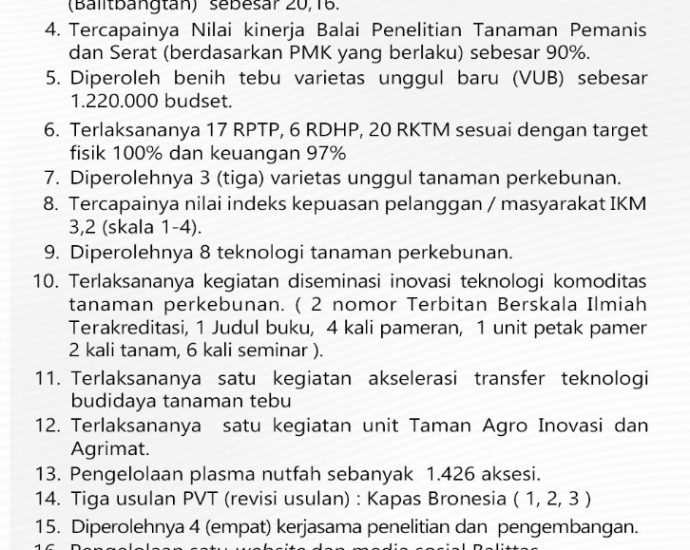 (Balitbangtan) sebesar 20,16.
4. Tercapainya Nilai kinerja Balai Penelitian Tanaman Pemanis
dan Serat (berdasarkan PMK yang berlaku) sebesar 90%.
5. Diperoleh benih tebu varietas unggul baru (VUB) sebesar
1.220.000 budset.
6. Terlaksananya 17 RPTP, 6 RDHP, 20 RKTM sesuai dengan target
fisik 100% dan keuangan 97%
7. Diperolehnya 3 (tiga) varietas unggul tanaman perkebunan.
8. Tercapainya nilai indeks kepuasan pelanggan / masyarakat IKM
3,2 (skala 1-4).
9. Diperolehnya 8 teknologi tanaman perkebunan.
10. Terlaksananya kegiatan diseminasi inovasi teknologi komoditas
tanaman perkebunan. ( 2 nomor Terbitan Berskala Ilmiah
Terakreditasi, 1 Judul buku, 4 kali pameran, 1 unit petak pamer
2 kali tanam, 6 kali seminar ).
11. Terlaksananya satu kegiatan akselerasi transfer teknologi
budidaya tanaman tebu
12. Terlaksananya satu kegiatan unit Taman Agro Inovasi dan
Agrimat.
13. Pengelolaan plasma nutfah sebanyak 1.426 aksesi.
14. Tiga usulan PVT (revisi usulan) : Kapas Bronesia ( 1, 2, 3 )
15. Diperolehnya 4 (empat) kerjasama penelitian dan pengembangan.
16. Pengelolaan satu website dan media sosial Balittas